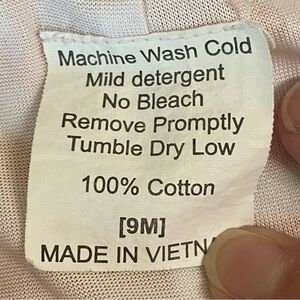 Machine Wash Cold
Mild detergent
No Bleach
Remove Promptly
Tumble Dry Low
100% Cotton
[9M]
MADE IN VIETNA